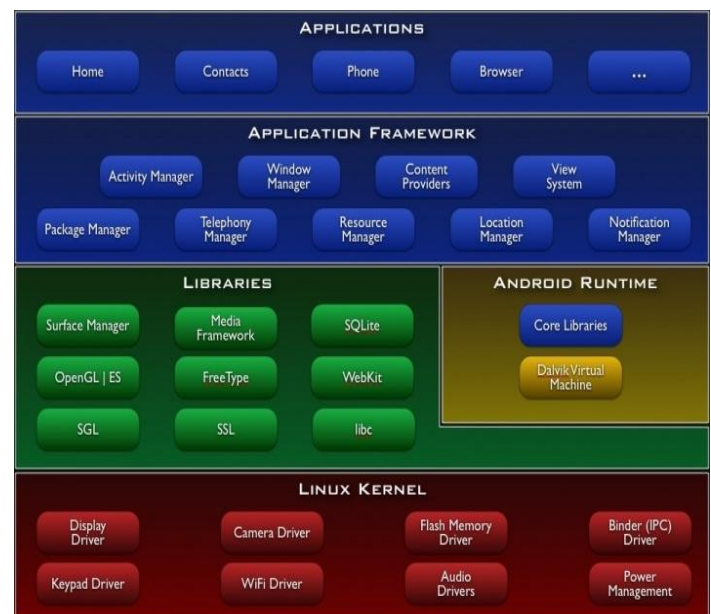 APPLICATIONS
Home
Contacts
Phone
Browser
...
APPLICATION FRAMEWORK
Activity Manager
Window
Manager
Content
Providers
View
System
Package Manager
Telephony
Manager
Resource
Manager
Location
Manager
Notification
Manager
LIBRARIES
Surface Manager
Media
Framework
SQLite
OpenGL | ES
FreeType
WebKit
SGL
SSL
libc
ANDROID RUNTIME
Core Libraries
Dalvik Virtual
Machine
LINUX KERNEL
Display
Driver
Camera Driver
Flash Memory
Driver
Binder (IPC)
Driver
Keypad Driver
WiFi Driver
Audio
Drivers
Power
Management